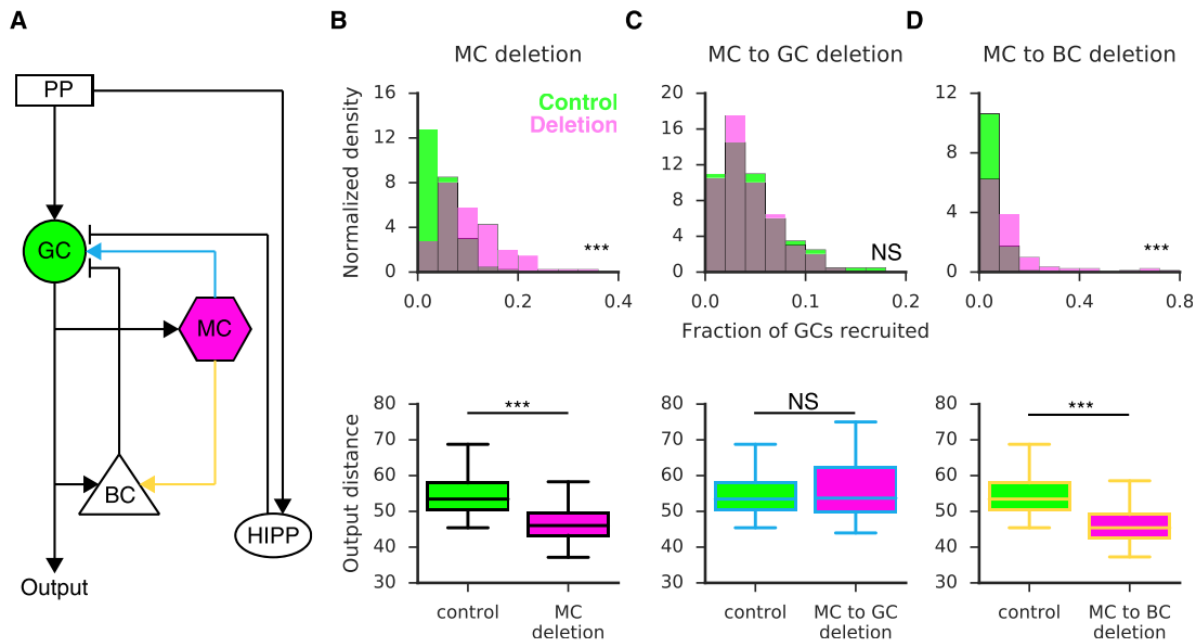 A
PP
GC
MC
BC
HIPP
Output
B
MC deletion
Control
Deletion
Normalized density
16
12
8
4
0
***
0.0
0.2
0.4
C
MC to GC deletion
20
16
12
8
4
0
NS
0.0
0.1
0.2
Fraction of GCs recruited
D
MC to BC deletion
12
9
6
3
0
***
0.0
0.4
0.8
Output distance
80
70
60
50
40
30
***
control
MC
deletion
80
70
60
50
40
30
NS
control
MC to GC
deletion
80
70
60
50
40
30
***
control
MC to BC
deletion